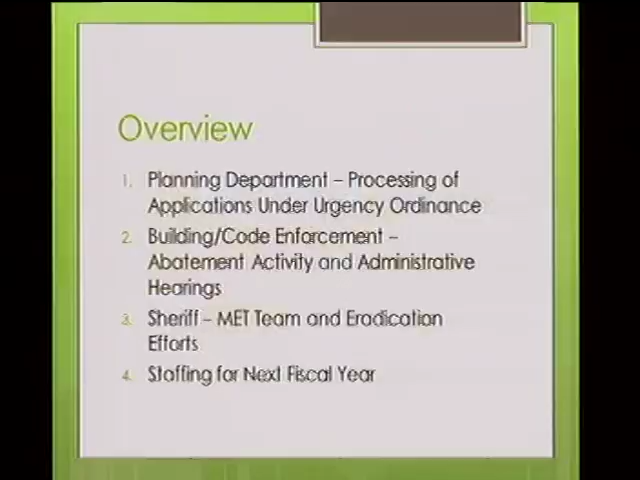 Overview
1. Planning Department – Processing of
Applications Under Urgency Ordinance
2. Building/Code Enforcement –
Abatement Activity and Administrative
Hearings
3. Sheriff – MET Team and Eradication
Efforts
4. Staffing for Next Fiscal Year